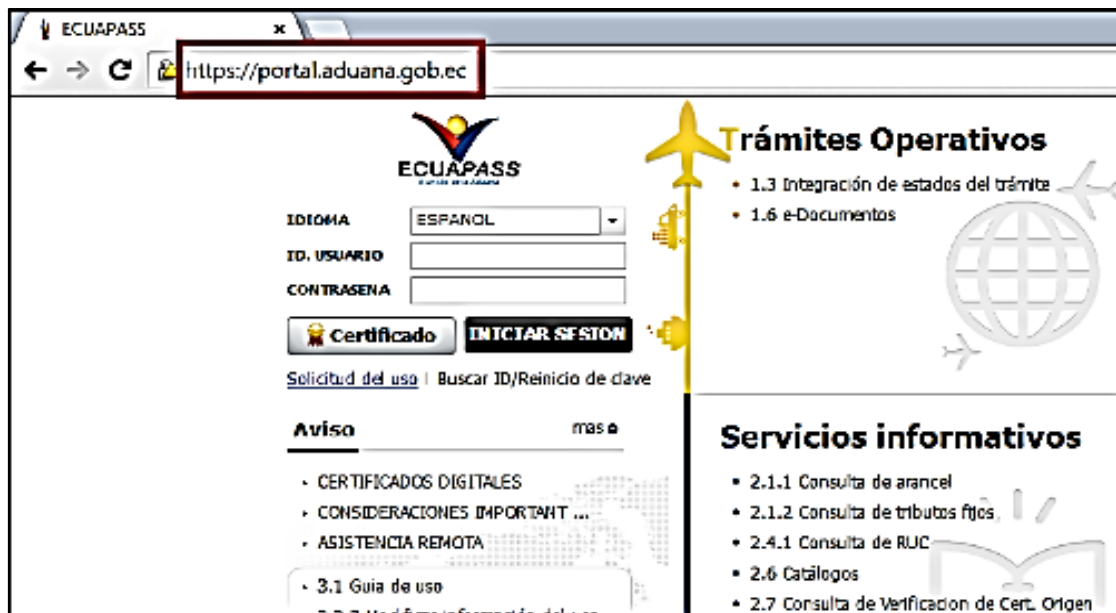 ECUAPASS
https://portal.aduana.gob.ec
ECUAPASS
IDIOMA ESPAÑOL
ID. USUARIO
CONTRASENA
Certificado INICIAR SESION
Solicitud del uso | Buscar ID/Reinicio de clave
Aviso mas
CERTIFICADOS DIGITALES
CONSIDERACIONES IMPORTANT ...
ASISTENCIA REMOTA
3.1 Guia de uso
Trámites Operativos
1.3 Integración de estados del trámite
1.6 e-Documentos
Servicios informativos
2.1.1 Consulta de arancel
2.1.2 Consulta de tributos fijos
2.4.1 Consulta de RUC
2.6 Catálogos
2.7 Consulta de Verificacion de Cert. Origen